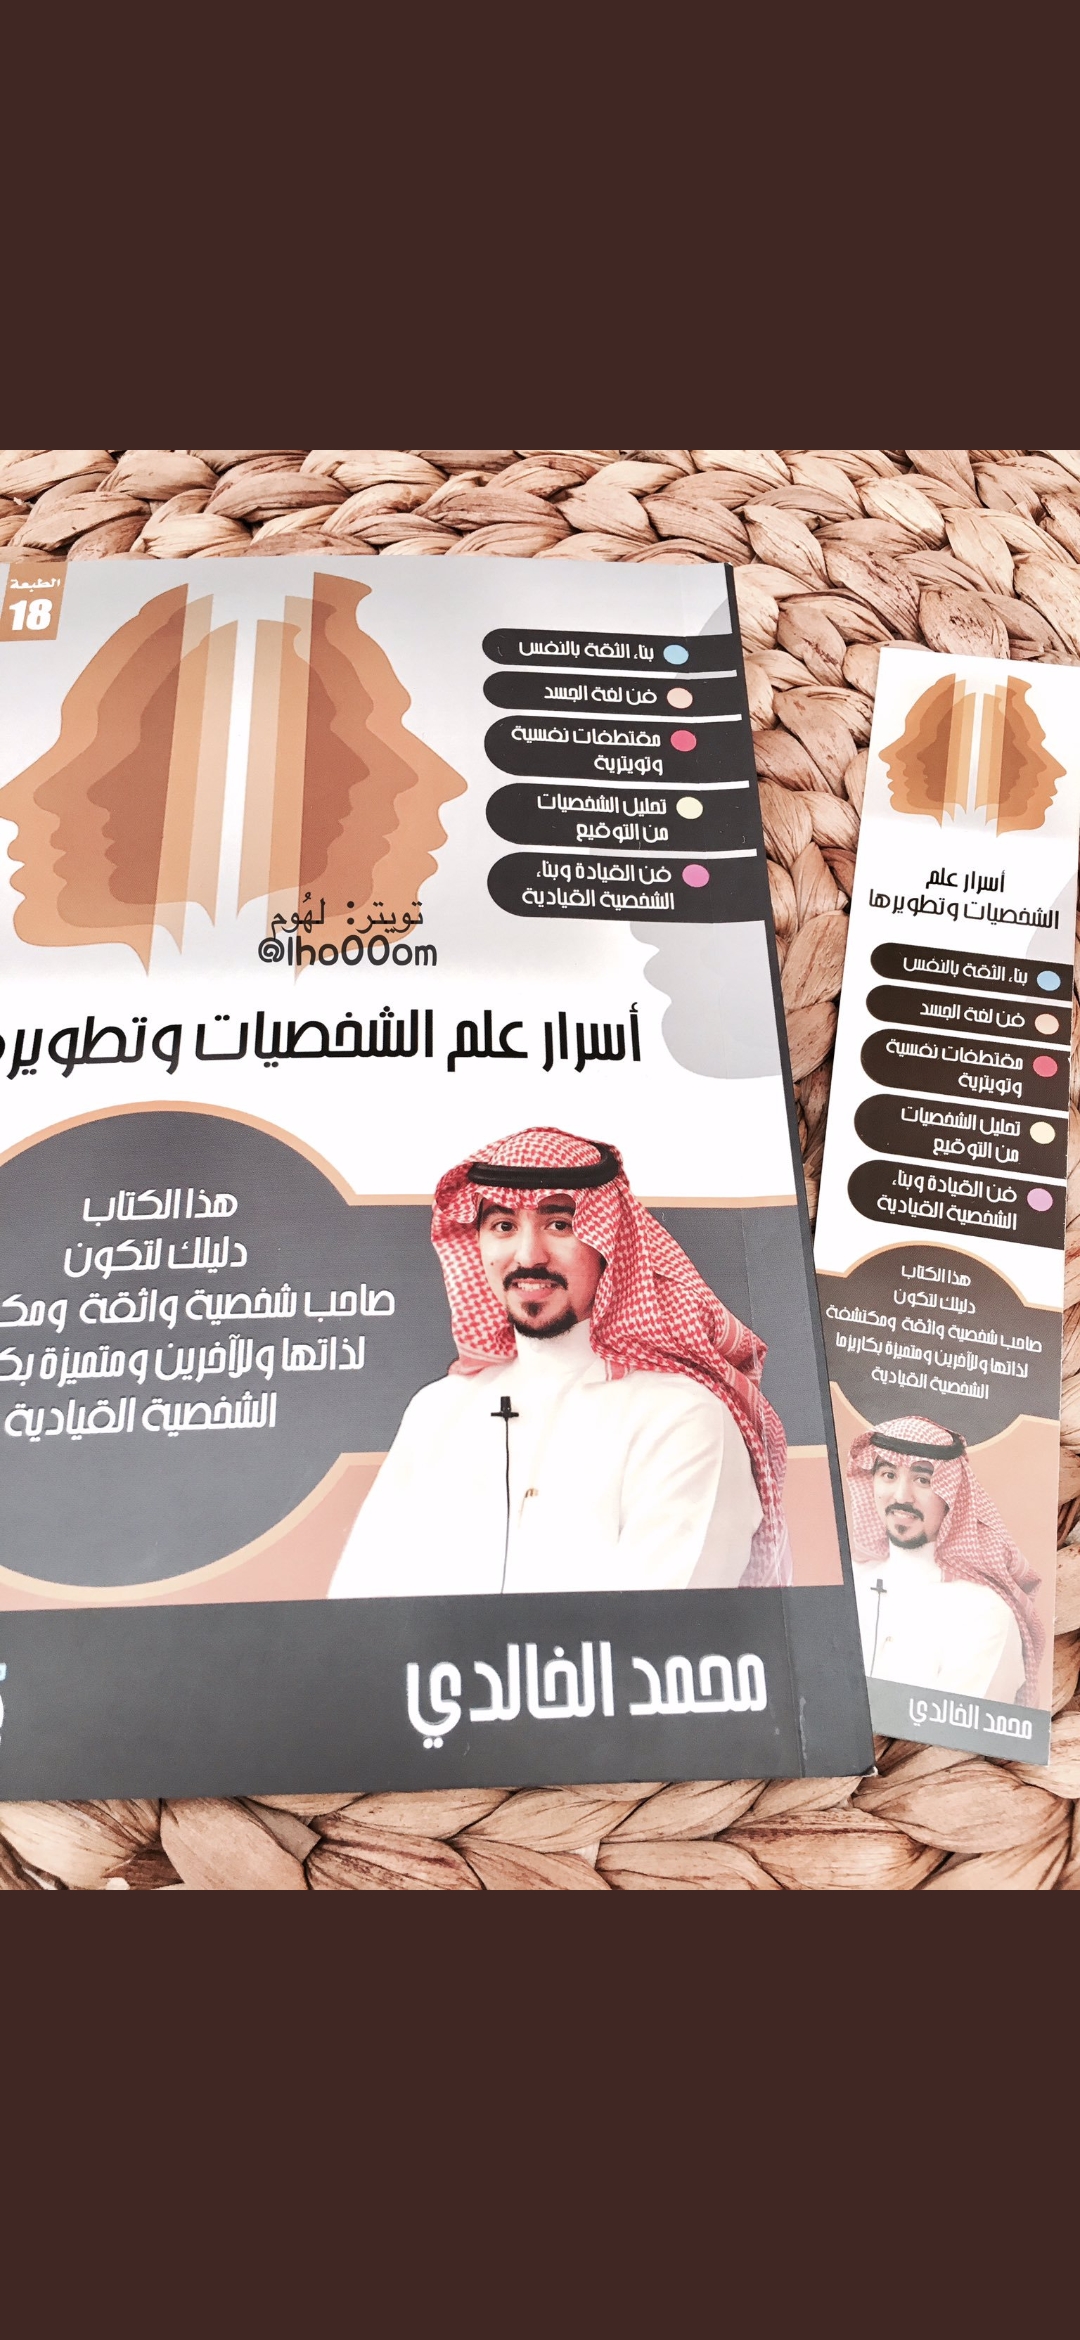 الطبعة
18
بناء الثقة بالنفس
فن لغة الجسد
مقتطفات نفسية
وتويترية
تحليل الشخصيات
من التوقيع
فن القيادة وبناء
الشخصية القيادية
تويتر: لهُوم
@lho00om
أسرار علم الشخصيات وتطويره
هذا الكتاب
دليلك لتكون
صاحب شخصية واثقة
لذاتها وللآخرين ومتميزة
الشخصية القيادية
محمد الخالدي
أسرار علم
الشخصيات وتطويرها
بناء الثقة بالنفس
فن لغة الجسد
مقتطفات نفسية
وتويترية
تحليل الشخصيات
من التوقيع
فن القيادة وبناء
الشخصية القيادية
هذا الكتاب
دليلك لتكون
صاحب شخصية واثقة ومكتشفة
لذاتها وللآخرين ومتميزة بكاريزما
الشخصية القيادية
محمد الخالدي